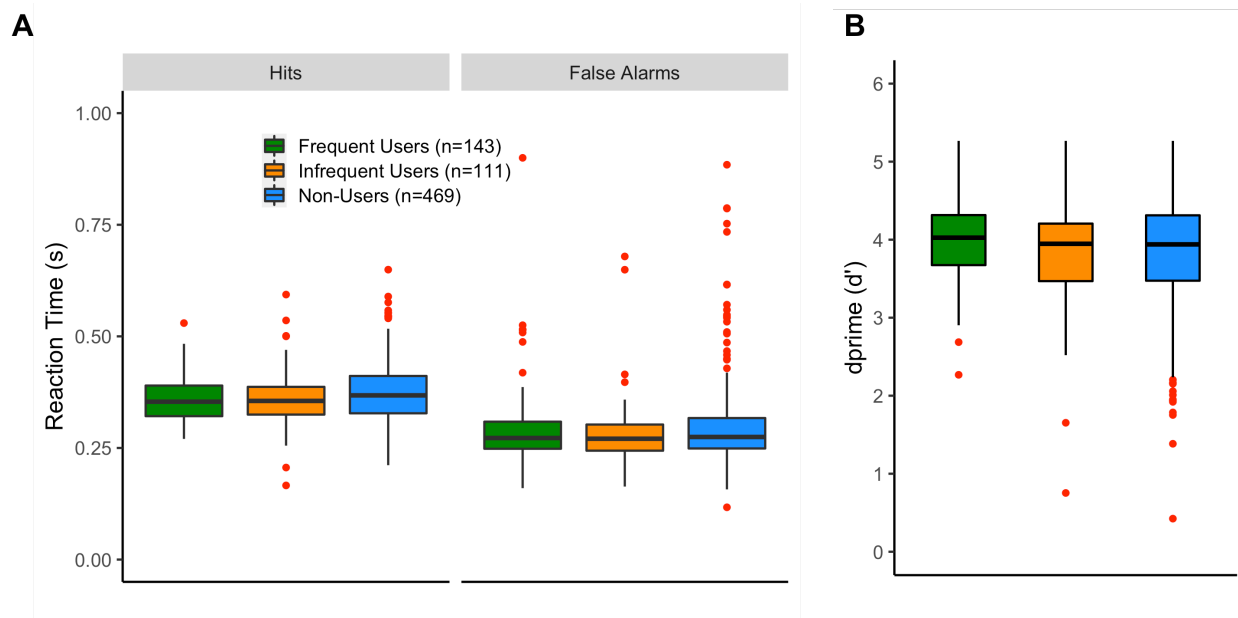 A
B
Hits
False Alarms
Reaction Time (s)
1.00
0.75
0.50
0.25
0.00
Frequent Users (n=143)
Infrequent Users (n=111)
Non-Users (n=469)
dprime (d')
6
5
4
3
2
1
0